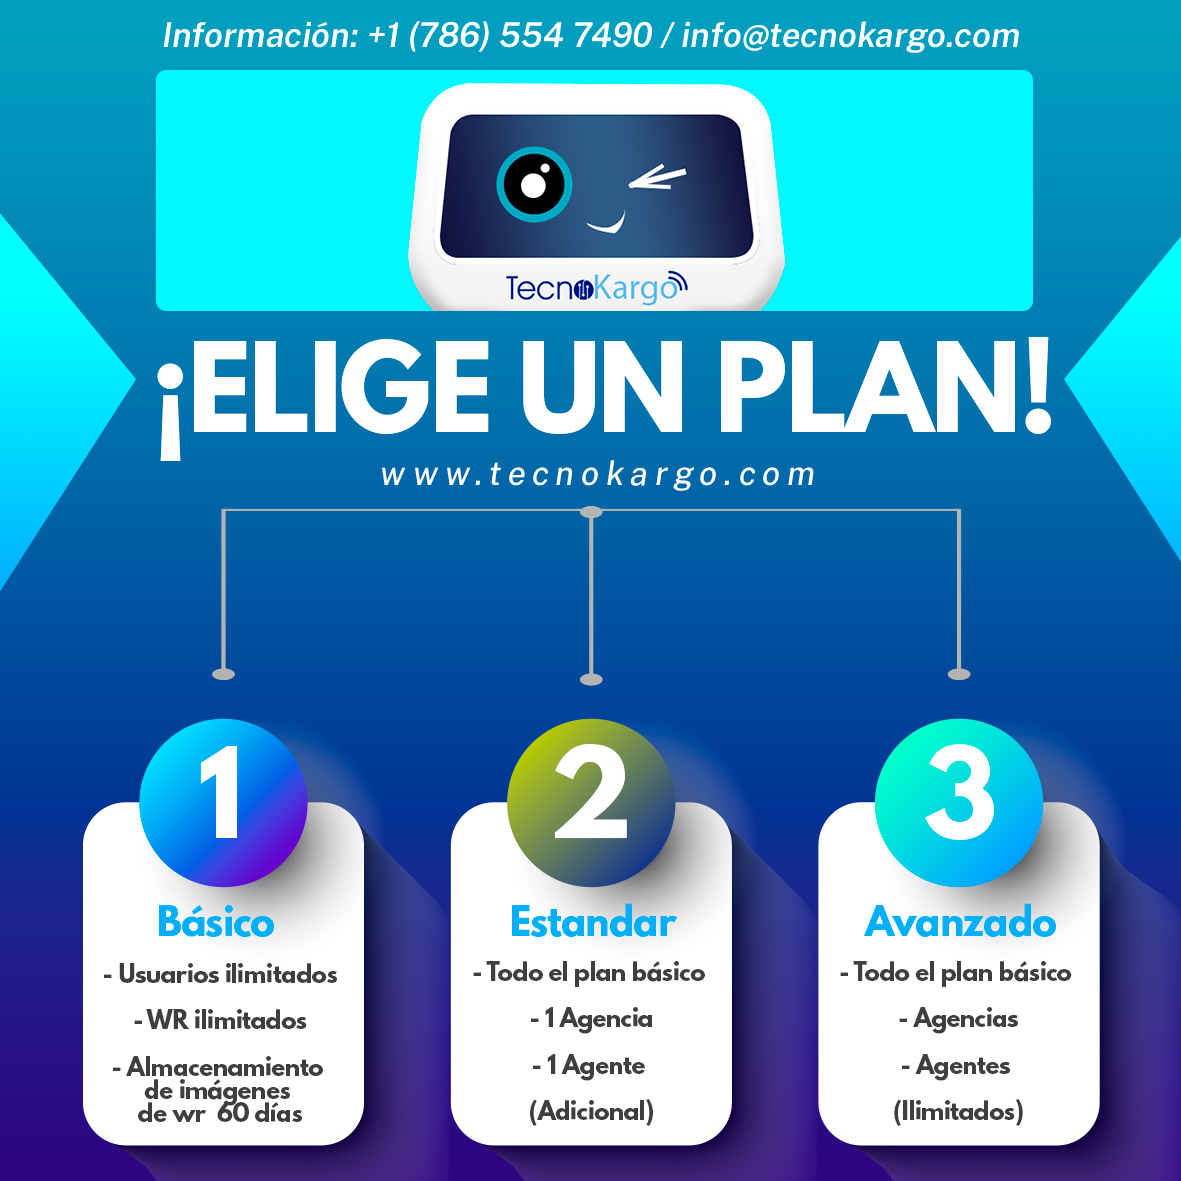 Información: +1 (786) 554 7490 / info@tecnokargo.com
TecnoKargo
¡ELIGE UN PLAN!
www.tecnokargo.com
1
Básico
- Usuarios ilimitados
- WR ilimitados
- Almacenamiento
de imágenes
de wr 60 días
2
Estandar
- Todo el plan básico
- 1 Agencia
- 1 Agente
(Adicional)
3
Avanzado
- Todo el plan básico
- Agencias
- Agentes
(Ilimitados)